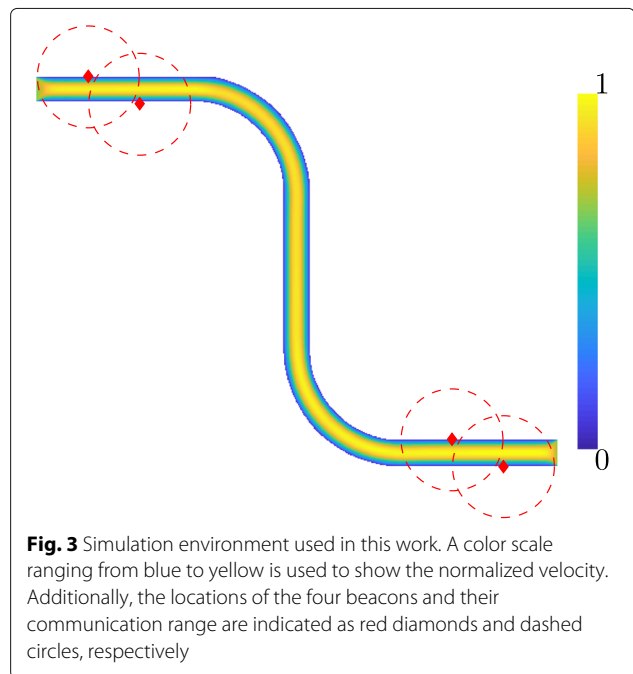 1
0
Fig. 3 Simulation environment used in this work. A color scale
ranging from blue to yellow is used to show the normalized velocity.
Additionally, the locations of the four beacons and their
communication range are indicated as red diamonds and dashed
circles, respectively